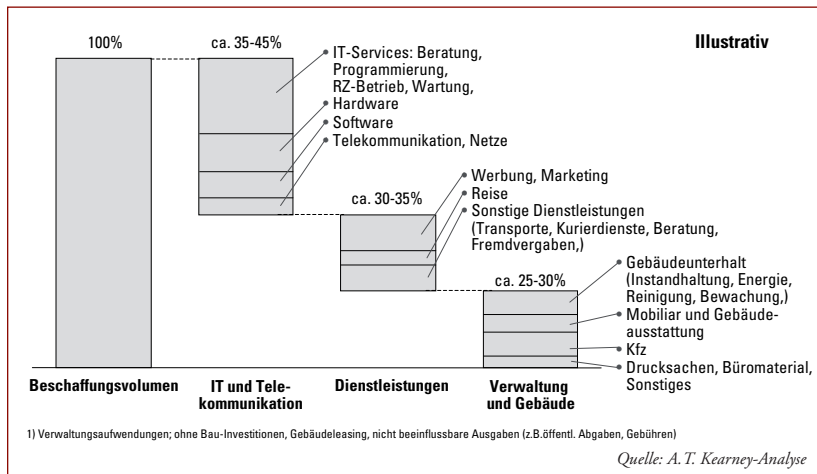 100%
ca. 35-45%
Illustrativ
IT-Services: Beratung,
Programmierung,
RZ-Betrieb, Wartung,
Hardware
Software
Telekommunikation, Netze
ca. 30-35%
Werbung, Marketing
Reise
Sonstige Dienstleistungen
(Transporte, Kurierdienste, Beratung,
Fremdvergaben,)
ca. 25-30%
Gebäudeunterhalt
(Instandhaltung, Energie,
Reinigung, Bewachung,)
Mobiliar und Gebäude-
ausstattung
Kfz
Drucksachen, Büromaterial,
Sonstiges
Beschaffungsvolumen
IT und Tele-
kommunikation
Dienstleistungen
Verwaltung
und Gebäude
1) Verwaltungsaufwendungen; ohne Bau-Investitionen, Gebäudeleasing, nicht beeinflussbare Ausgaben (z.B.öffentl. Abgaben, Gebühren)
Quelle: A.T. Kearney-Analyse